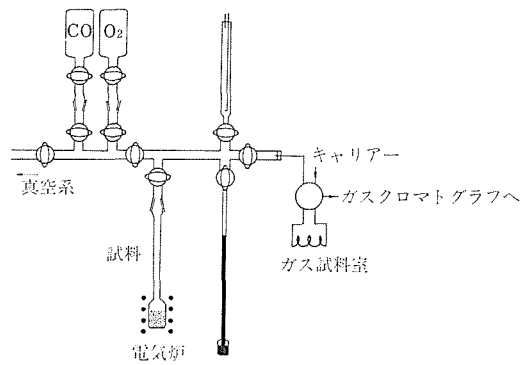 CO
O₂
キャリアー
真空系
ガスクロマトグラフへ
試料
ガス試料室
電気炉